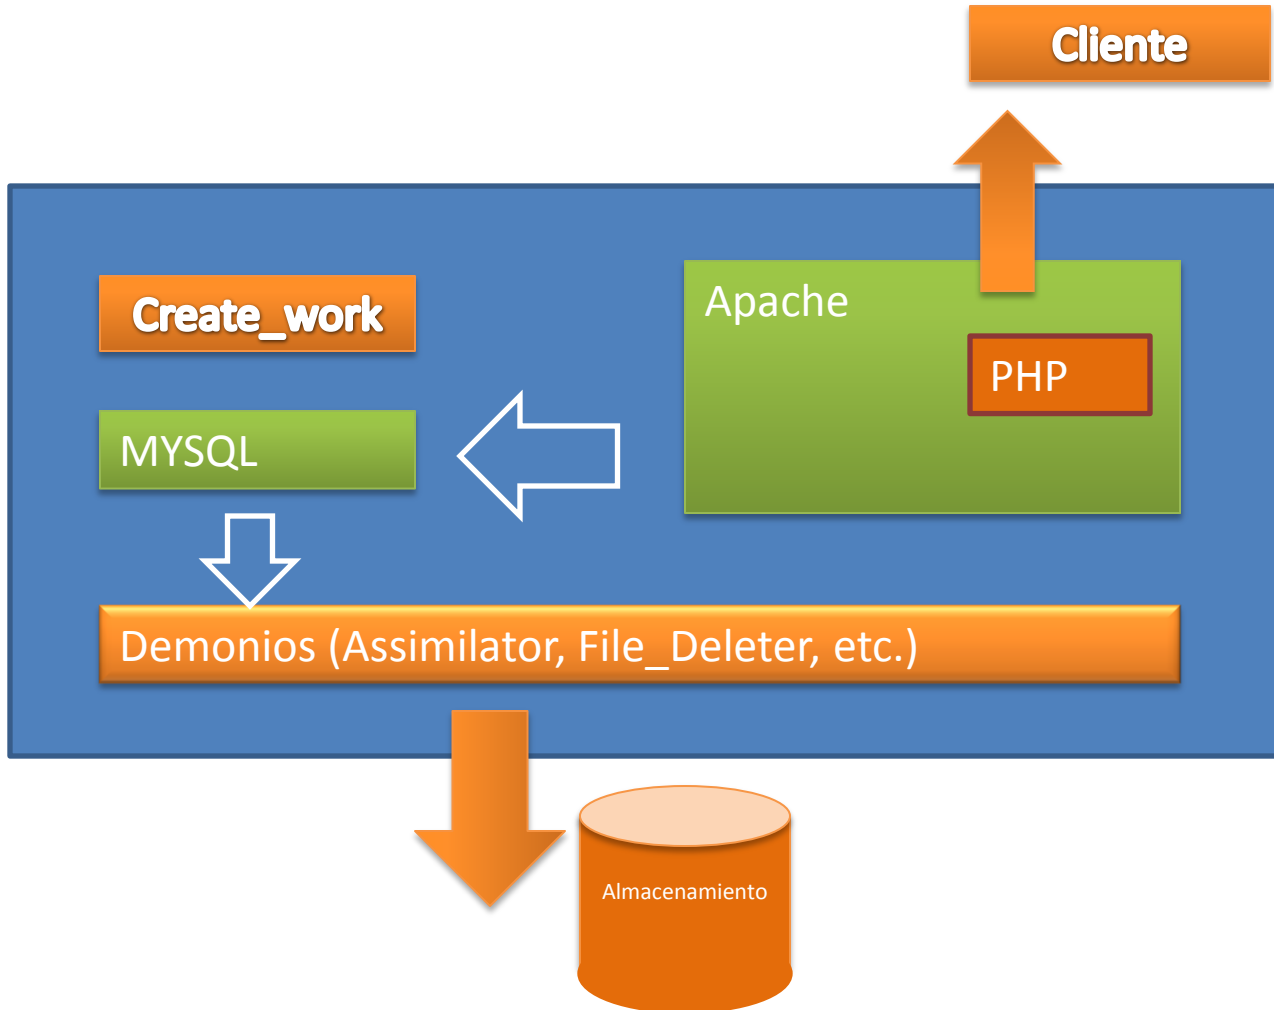 Cliente
Create_work
Apache
PHP
MYSQL
Demonios (Assimilator, File_Deleter, etc.)
Almacenamiento